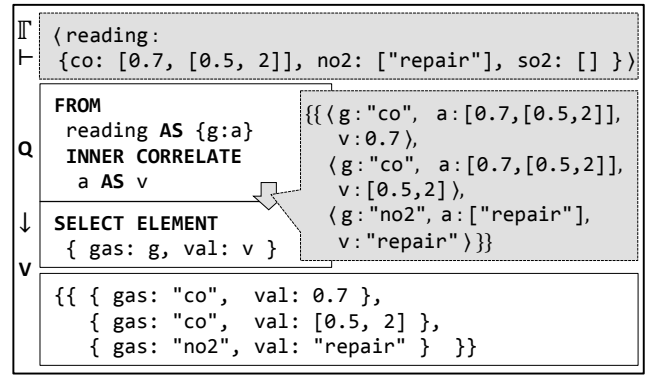 Γ ⟨reading:
⊢ {co: [0.7, [0.5, 2]], no2: ["repair"], so2: [] }⟩
Q
FROM
reading AS {g:a}
INNER CORRELATE
a AS v
{{⟨g:"co", a:[0.7,[0.5,2]],
v:0.7⟩,
⟨g:"co", a:[0.7,[0.5,2]],
v:[0.5,2]⟩,
⟨g:"no2", a:["repair"],
v:"repair"⟩}}
↓
SELECT ELEMENT
{ gas: g, val: v }
V
{{ { gas: "co", val: 0.7 },
{ gas: "co", val: [0.5, 2] },
{ gas: "no2", val: "repair" } }}